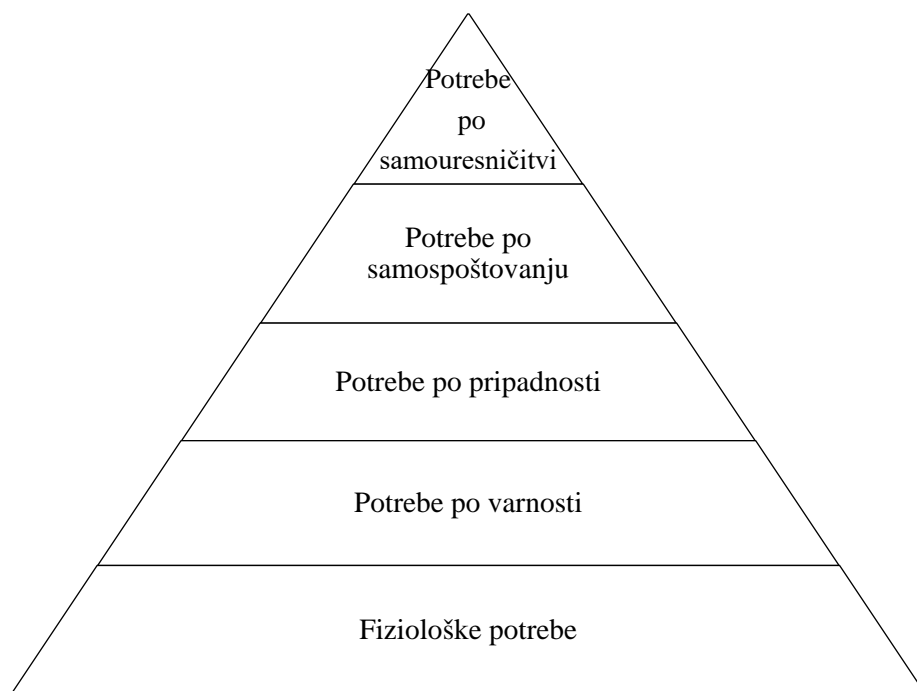 Potrebe
po
samouresničitvi
Potrebe po
samospoštovanju
Potrebe po pripadnosti
Potrebe po varnosti
Fiziološke potrebe